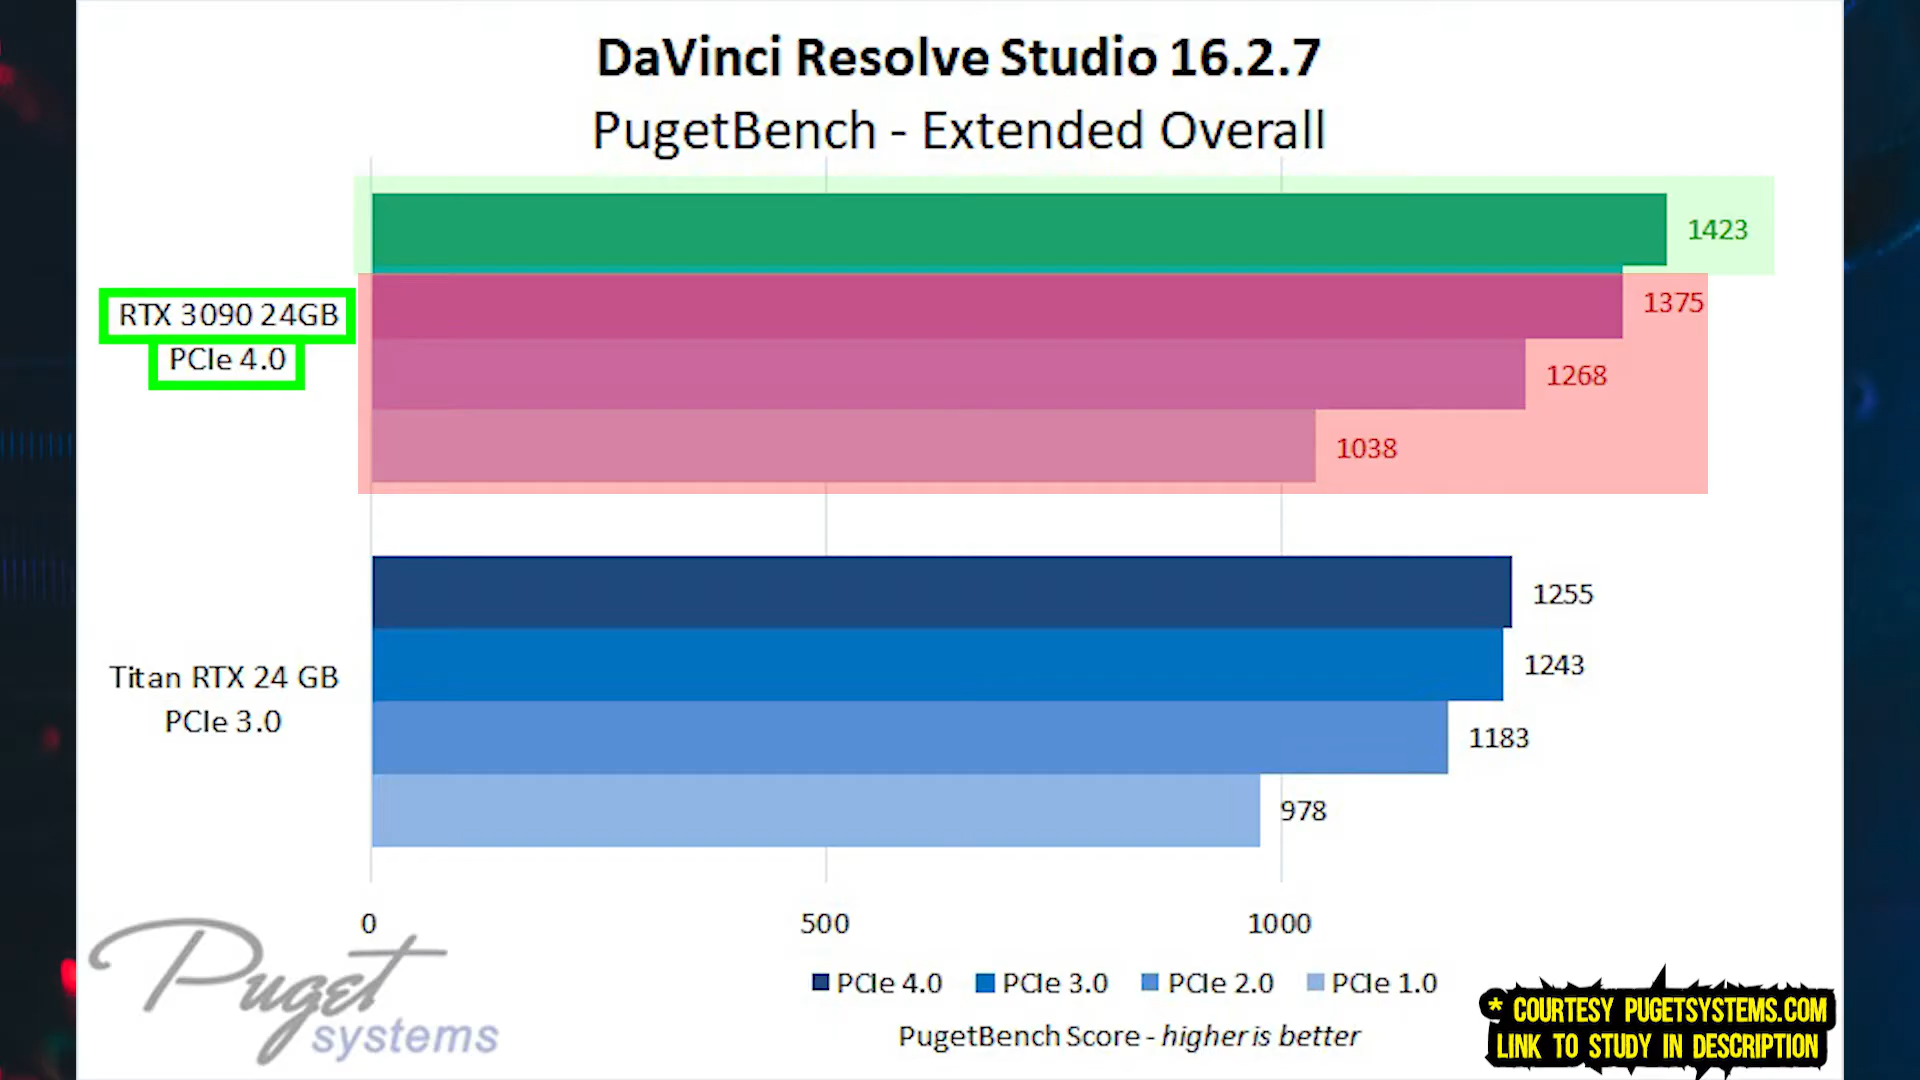 DaVinci Resolve Studio 16.2.7
PugetBench - Extended Overall
1423
RTX 3090 24GB
PCIe 4.0
1375
1268
1038
Titan RTX 24 GB
PCIe 3.0
1255
1243
1183
978
0 500 1000
PCIe 4.0 PCIe 3.0 PCIe 2.0 PCIe 1.0
PugetBench Score - higher is better
Puget
systems
* COURTESY PUGETSYSTEMS.COM
LINK TO STUDY IN DESCRIPTION